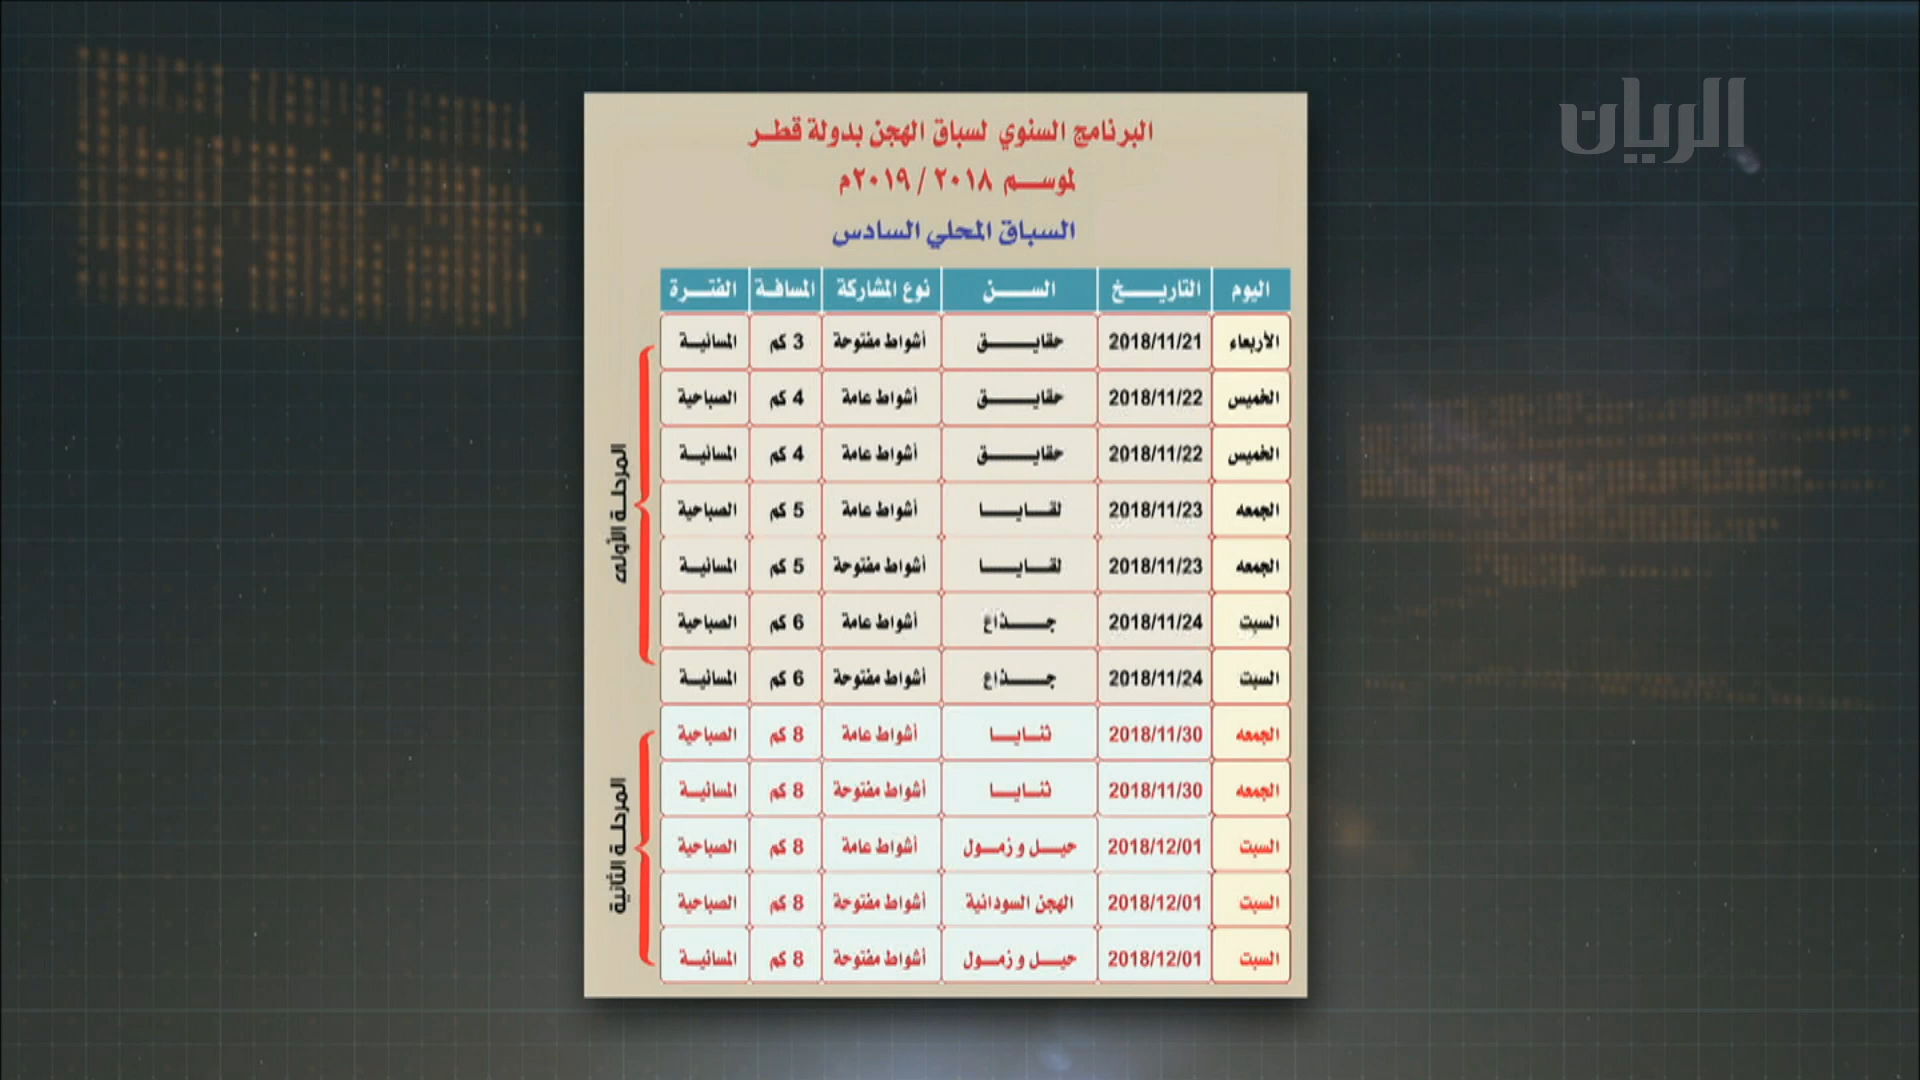 الريان
البرنامج السنوي لسباق الهجن بدولة قطر
لموسم ٢٠١٨ / ٢٠١٩م
السباق المحلي السادس
اليوم التاريخ السن نوع المشاركة المسافة الفترة
الأربعاء 2018/11/21 حقايق أشواط مفتوحة 3 كم المسائية
الخميس 2018/11/22 حقايق أشواط عامة 4 كم الصباحية
الخميس 2018/11/22 حقايق أشواط عامة 4 كم المسائية
الجمعه 2018/11/23 لقايا أشواط عامة 5 كم الصباحية
الجمعه 2018/11/23 لقايا أشواط مفتوحة 5 كم المسائية
السبت 2018/11/24 جذاع أشواط عامة 6 كم الصباحية
السبت 2018/11/24 جذاع أشواط مفتوحة 6 كم المسائية
المرحلة الأولى
الجمعه 2018/11/30 ثنايا أشواط عامة 8 كم الصباحية
الجمعه 2018/11/30 ثنايا أشواط مفتوحة 8 كم المسائية
السبت 2018/12/01 حيل و زمول أشواط عامة 8 كم الصباحية
السبت 2018/12/01 الهجن السودانية أشواط مفتوحة 8 كم الصباحية
السبت 2018/12/01 حيل و زمول أشواط مفتوحة 8 كم المسائية
المرحلة الثانية